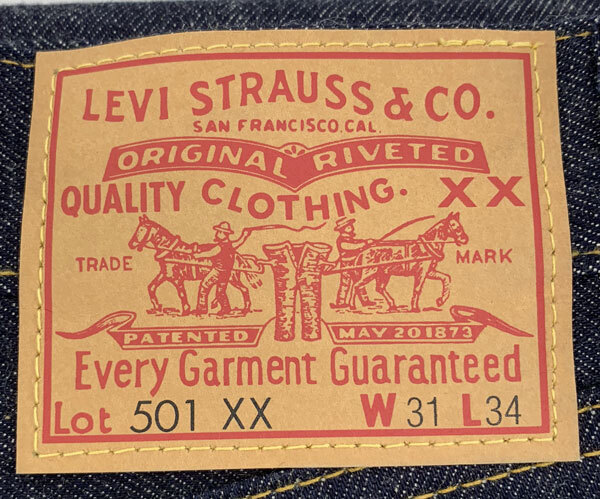 LEVI STRAUSS & CO.
SAN FRANCISCO, CAL.
ORIGINAL RIVETED
QUALITY CLOTHING. XX
TRADE MARK
PATENTED MAY 20 1873
Every Garment Guaranteed
Lot 501 XX W 31 L 34